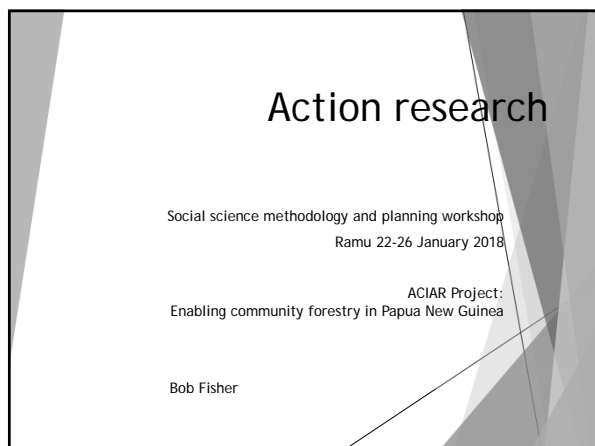 Action research
Social science methodology and planning workshop
Ramu 22-26 January 2018
ACIAR Project:
Enabling community forestry in Papua New Guinea
Bob Fisher